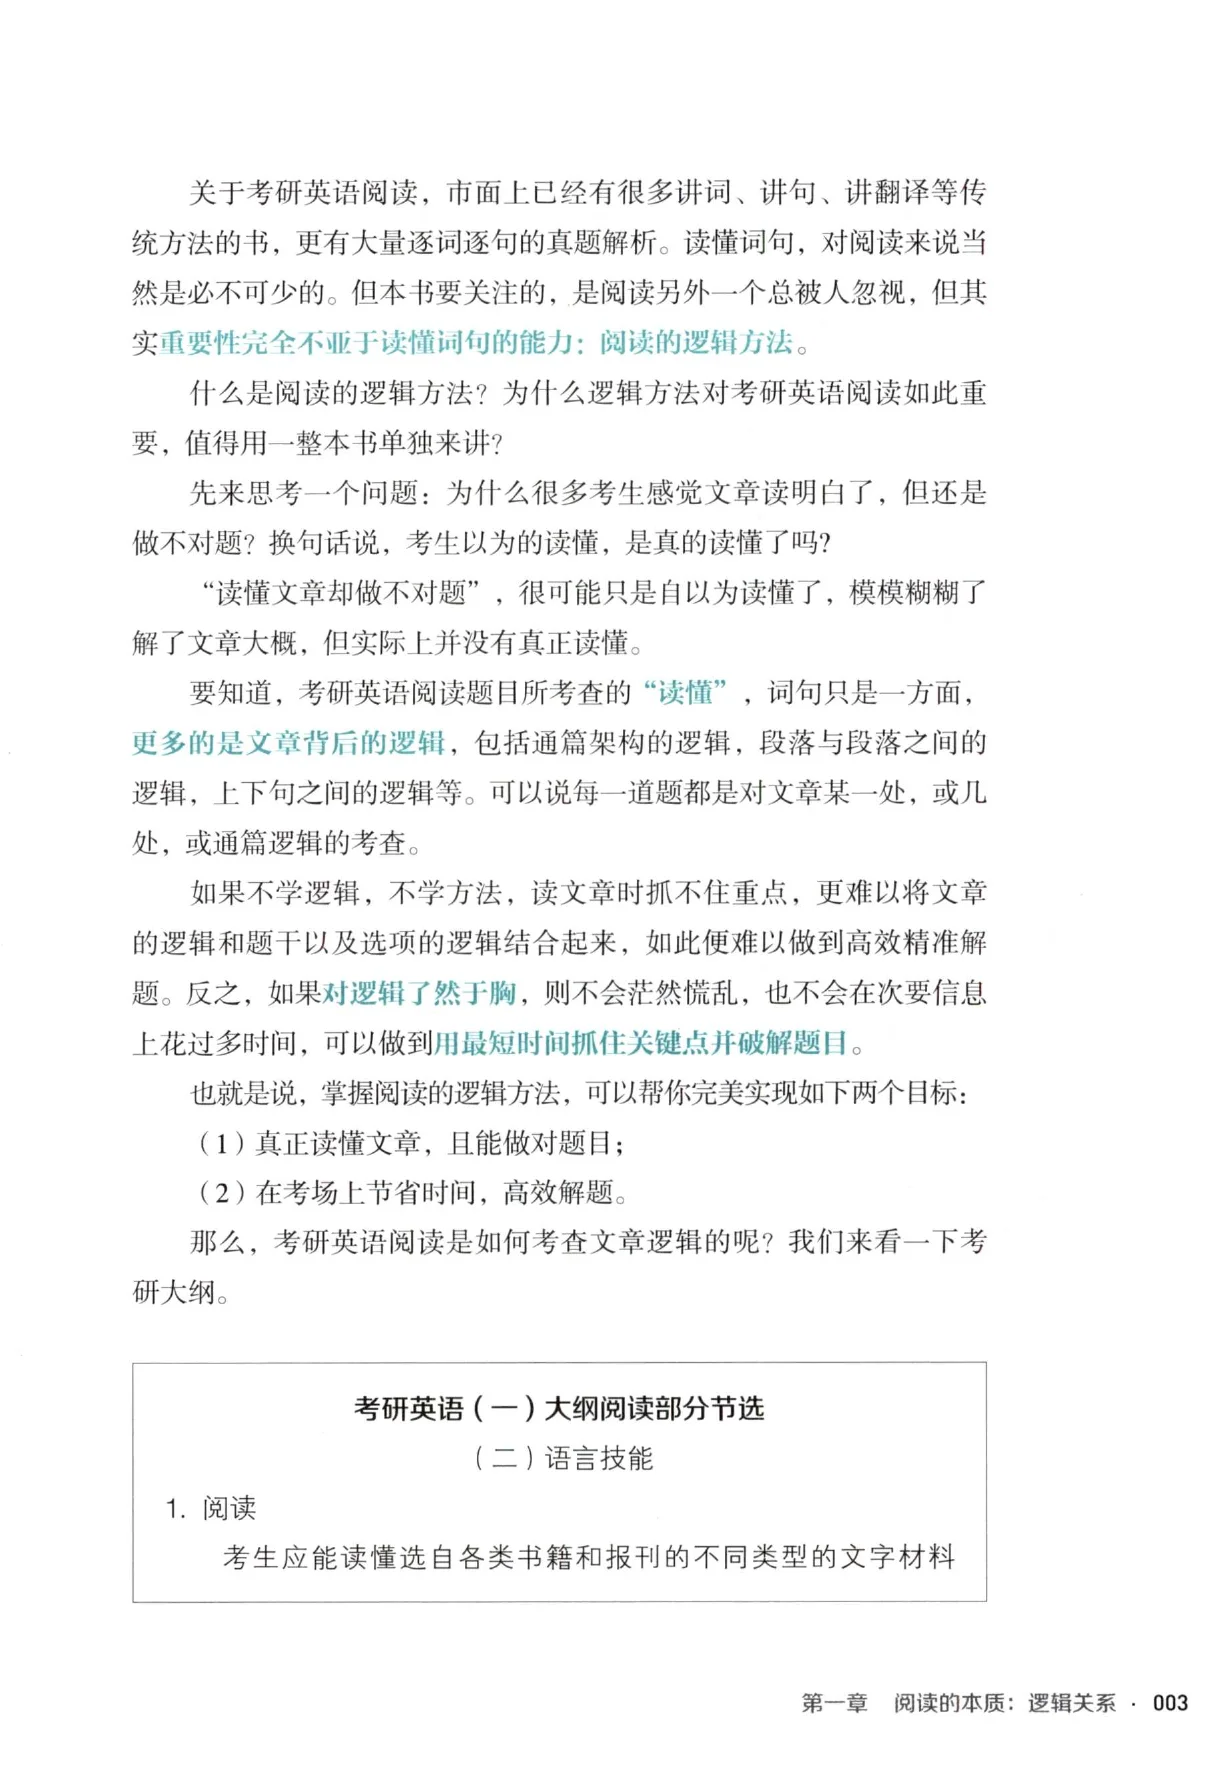 关于考研英语阅读，市面上已经有很多讲词、讲句、讲翻译等传
统方法的书，更有大量逐词逐句的真题解析。读懂词句，对阅读来说当
然是必不可少的。但本书要关注的，是阅读另外一个总被人忽视，但其
实重要性完全不亚于读懂词句的能力：阅读的逻辑方法。
什么是阅读的逻辑方法？为什么逻辑方法对考研英语阅读如此重
要，值得用一整本书单独来讲？
先来思考一个问题：为什么很多考生感觉文章读明白了，但还是
做不对题？换句话说，考生以为的读懂，是真的读懂了吗？
“读懂文章却做不对题”，很可能只是自以为读懂了，模模糊糊了
解了文章大概，但实际上并没有真正读懂。
要知道，考研英语阅读题目所考查的“读懂”，词句只是一方面，
更多的是文章背后的逻辑，包括通篇架构的逻辑，段落与段落之间的
逻辑，上下句之间的逻辑等。可以说每一道题都是对文章某一处，或几
处，或通篇逻辑的考查。
如果不学逻辑，不学方法，读文章时抓不住重点，更难以将文章
的逻辑和题干以及选项的逻辑结合起来，如此便难以做到高效精准解
题。反之，如果对逻辑了然于胸，则不会茫然慌乱，也不会在次要信息
上花过多时间，可以做到用最短时间抓住关键点并破解题目。
也就是说，掌握阅读的逻辑方法，可以帮你完美实现如下两个目标：
（1）真正读懂文章，且能做对题目；
（2）在考场上节省时间，高效解题。
那么，考研英语阅读是如何考查文章逻辑的呢？我们来看一下考
研大纲。
考研英语（一）大纲阅读部分节选
（二）语言技能
1. 阅读
考生应能读懂选自各类书籍和报刊的不同类型的文字材料
第一章 阅读的本质：逻辑关系 · 003